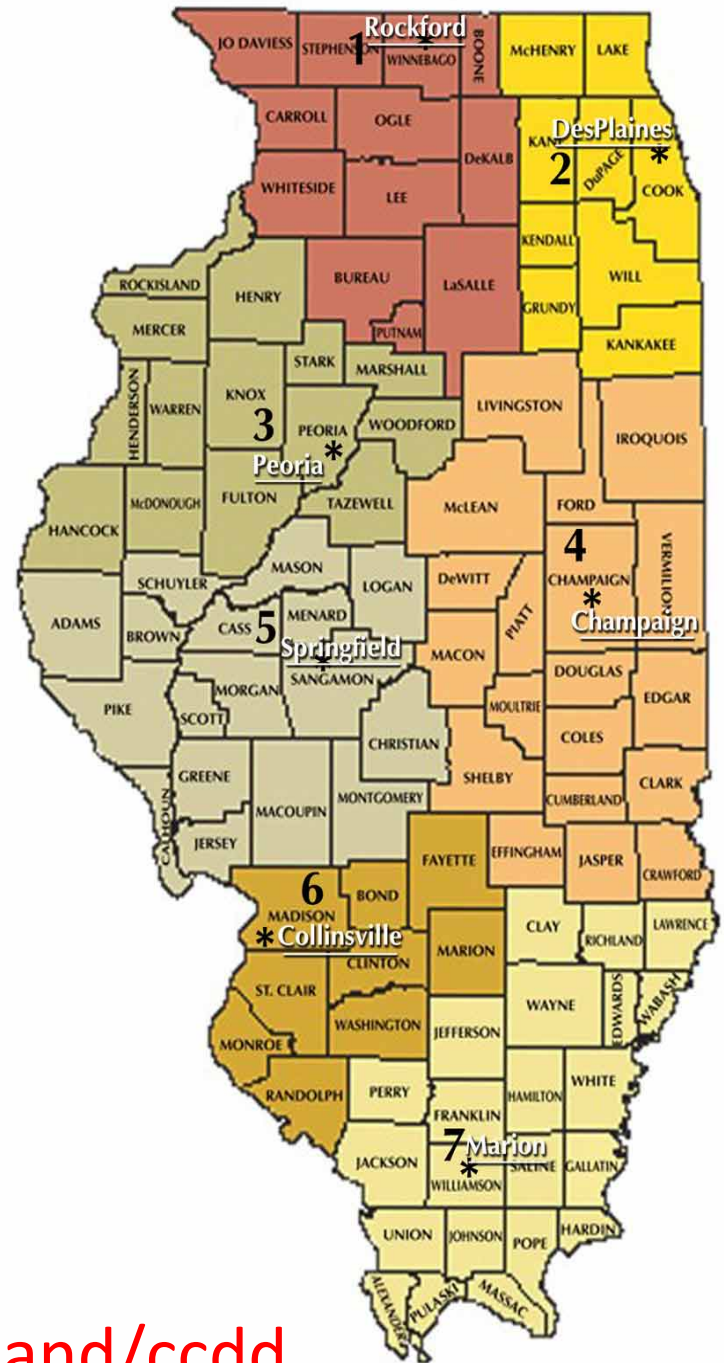 Rockford
JO DAVIESS
STEPHENSON
1
WINNEBAGO
BOONE
McHENRY
LAKE
CARROLL
OGLE
DeKALB
KANE
DesPlaines
2
DuPAGE
COOK
WHITESIDE
LEE
KENDALL
BUREAU
LaSALLE
WILL
ROCKISLAND
HENRY
GRUNDY
MERCER
PUTNAM
KANKAKEE
STARK
MARSHALL
HENDERSON
WARREN
KNOX
3
PEORIA
WOODFORD
LIVINGSTON
IROQUOIS
Peoria
HANCOCK
McDONOUGH
FULTON
TAZEWELL
McLEAN
FORD
MASON
4
SCHUYLER
LOGAN
DeWITT
CHAMPAIGN
VERMILION
ADAMS
BROWN
CASS
5
MENARD
PIATT
Champaign
Springfield
SANGAMON
MACON
DOUGLAS
EDGAR
PIKE
SCOTT
MORGAN
MOULTRIE
CHRISTIAN
COLES
GREENE
SHELBY
CLARK
CALHOUN
MACOUPIN
MONTGOMERY
CUMBERLAND
JERSEY
FAYETTE
EFFINGHAM
JASPER
CRAWFORD
6
MADISON
BOND
* Collinsville
CLAY
RICHLAND
LAWRENCE
CLINTON
MARION
ST. CLAIR
WAYNE
EDWARDS
WABASH
WASHINGTON
JEFFERSON
MONROE
RANDOLPH
PERRY
HAMILTON
WHITE
FRANKLIN
7
Marion
JACKSON
WILLIAMSON
SALINE
GALLATIN
UNION
JOHNSON
POPE
HARDIN
ALEXANDER
PULASKI
MASSAC
and/ccdd